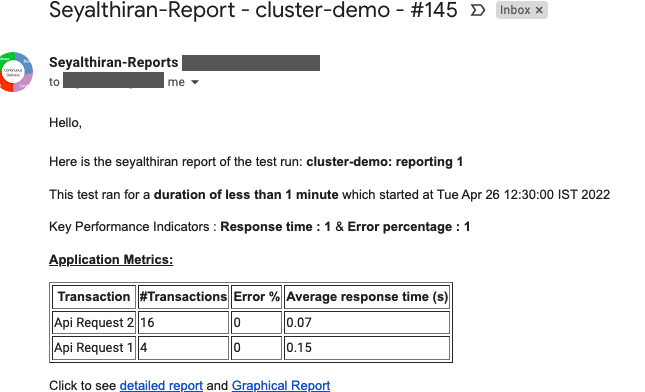 Seyalthiran-Report - cluster-demo - #145 Inbox ×
Seyalthiran-Reports
to me
Hello,
Here is the seyalthiran report of the test run: cluster-demo: reporting 1
This test ran for a duration of less than 1 minute which started at Tue Apr 26 12:30:00 IST 2022
Key Performance Indicators : Response time : 1 & Error percentage : 1
Application Metrics:
Transaction #Transactions Error % Average response time (s)
Api Request 2 16 0 0.07
Api Request 1 4 0 0.15
Click to see detailed report and Graphical Report